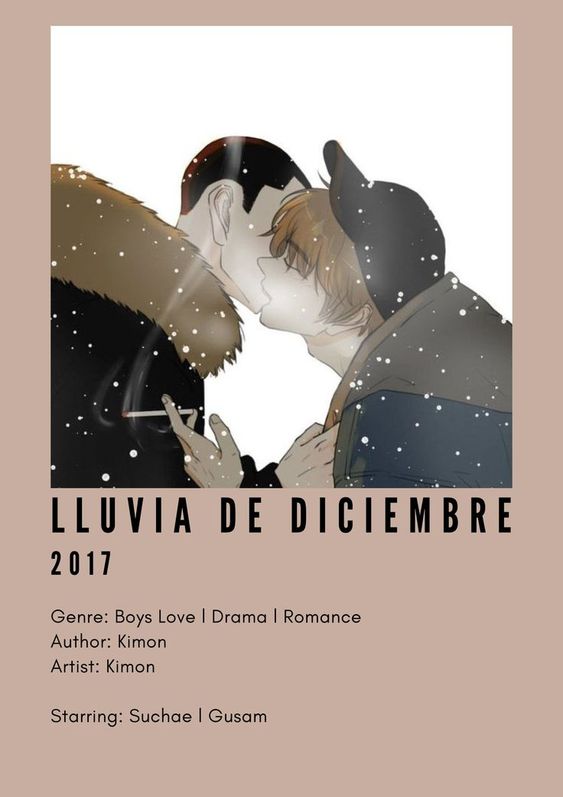 LLUVIA DE DICIEMBRE
2017
Genre: Boys Love | Drama | Romance
Author: Kimon
Artist: Kimon
Starring: Suchae | Gusam